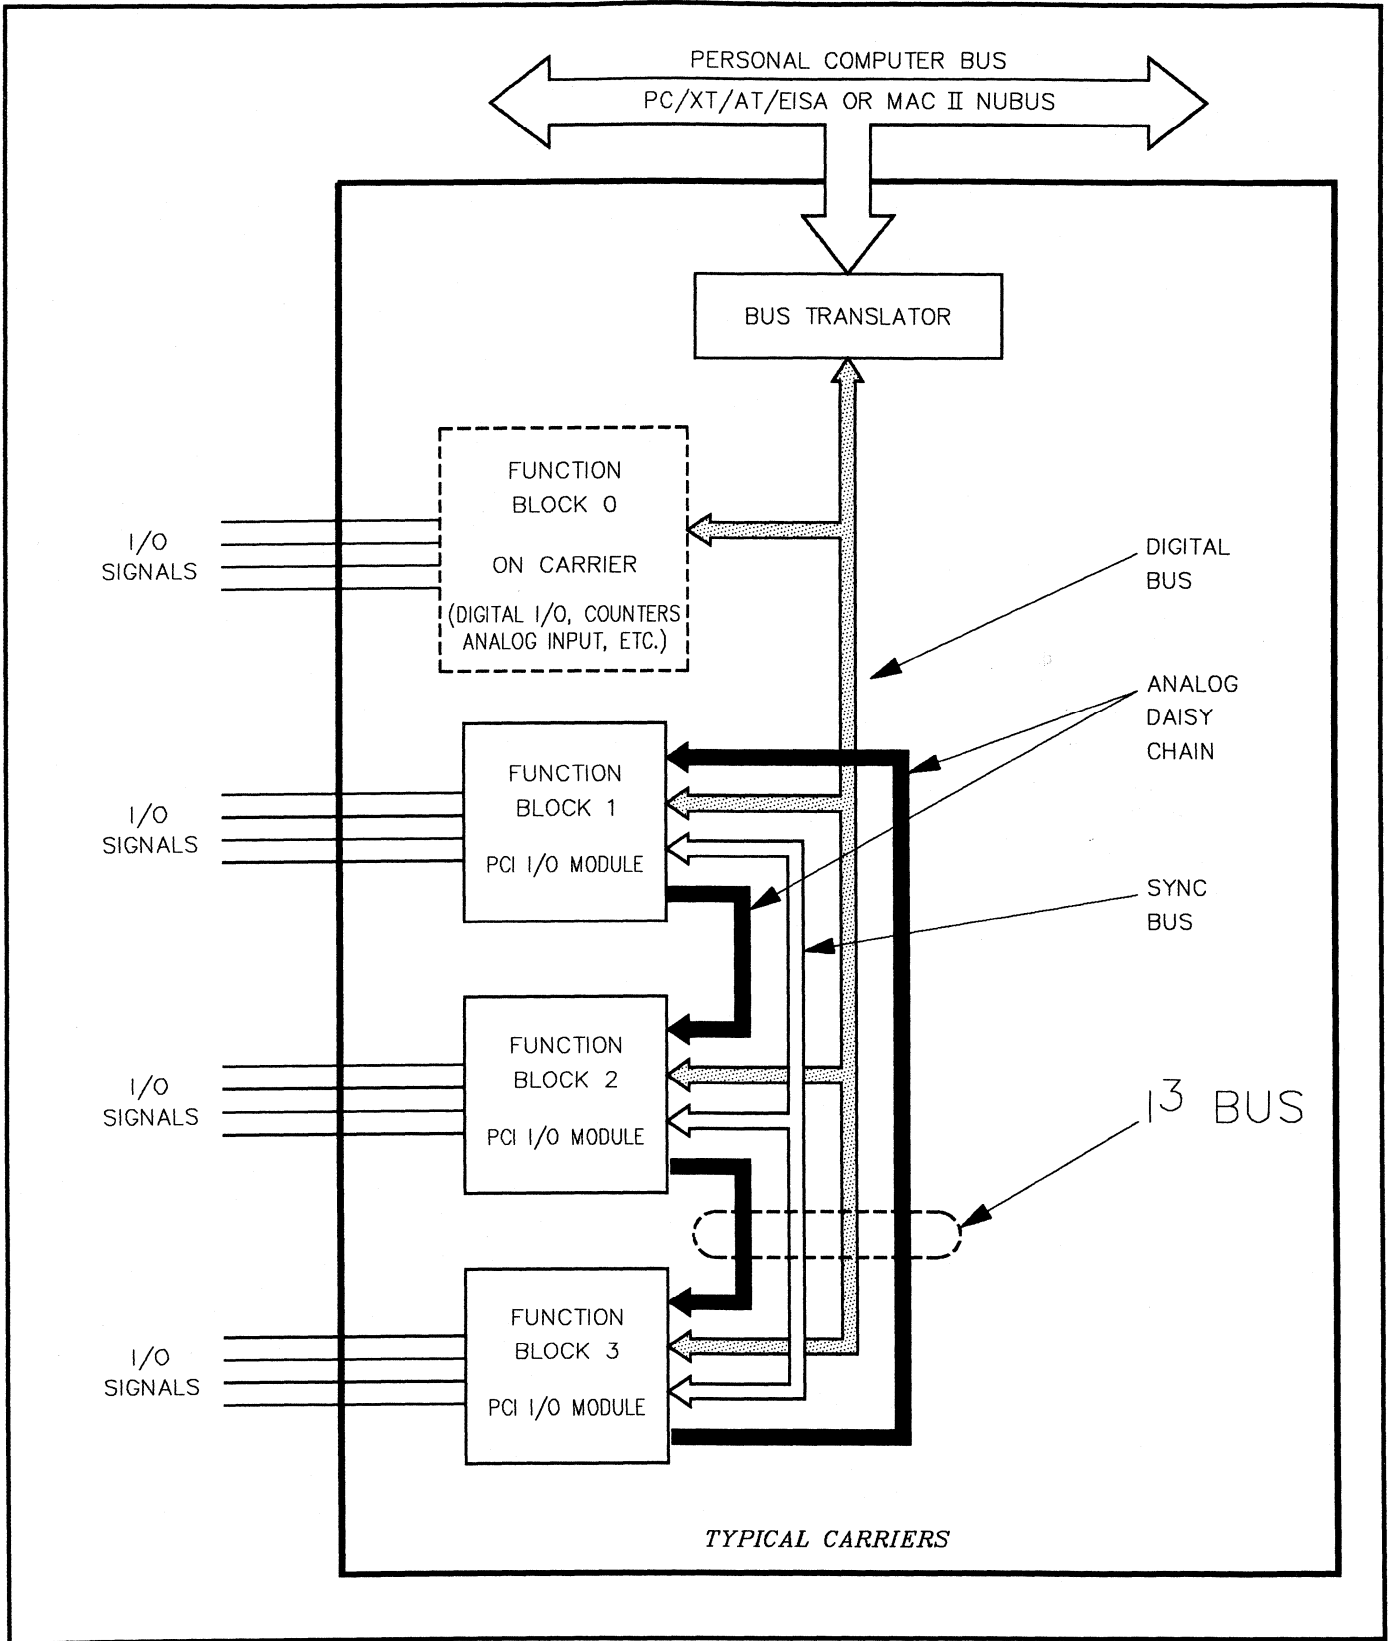 PERSONAL COMPUTER BUS
PC/XT/AT/EISA OR MAC II NUBUS
BUS TRANSLATOR
FUNCTION
BLOCK 0
ON CARRIER
(DIGITAL I/O, COUNTERS
ANALOG INPUT, ETC.)
I/O
SIGNALS
DIGITAL
BUS
ANALOG
DAISY
CHAIN
FUNCTION
BLOCK 1
PCI I/O MODULE
I/O
SIGNALS
SYNC
BUS
FUNCTION
BLOCK 2
PCI I/O MODULE
I/O
SIGNALS
I³ BUS
FUNCTION
BLOCK 3
PCI I/O MODULE
I/O
SIGNALS
TYPICAL CARRIERS